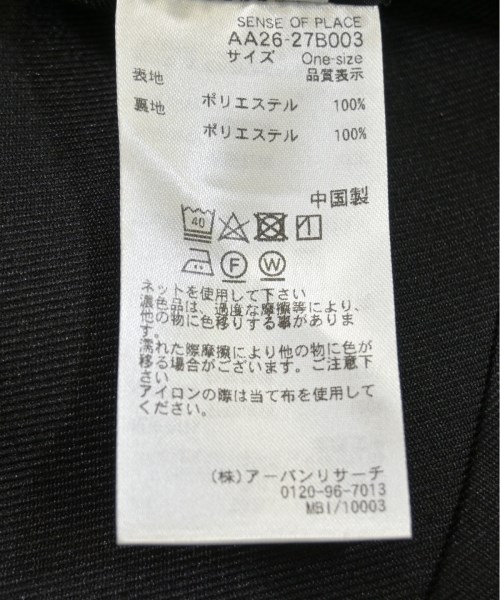 SENSE OF PLACE
AA26-27B003
サイズ One-size
品質表示
表地
ポリエステル 100%
裏地
ポリエステル 100%
中国製
40
F W
ネットを使用して下さい
濃色品は、過度な摩擦等により、
他の物に色移りする事がありま
す。
濡れた際摩擦により他の物に色が
移る場合がございます。ご注意下
さい
アイロンの際は当て布を使用して
ください。
(株)アーバンリサーチ
0120-96-7013
MBI/10003